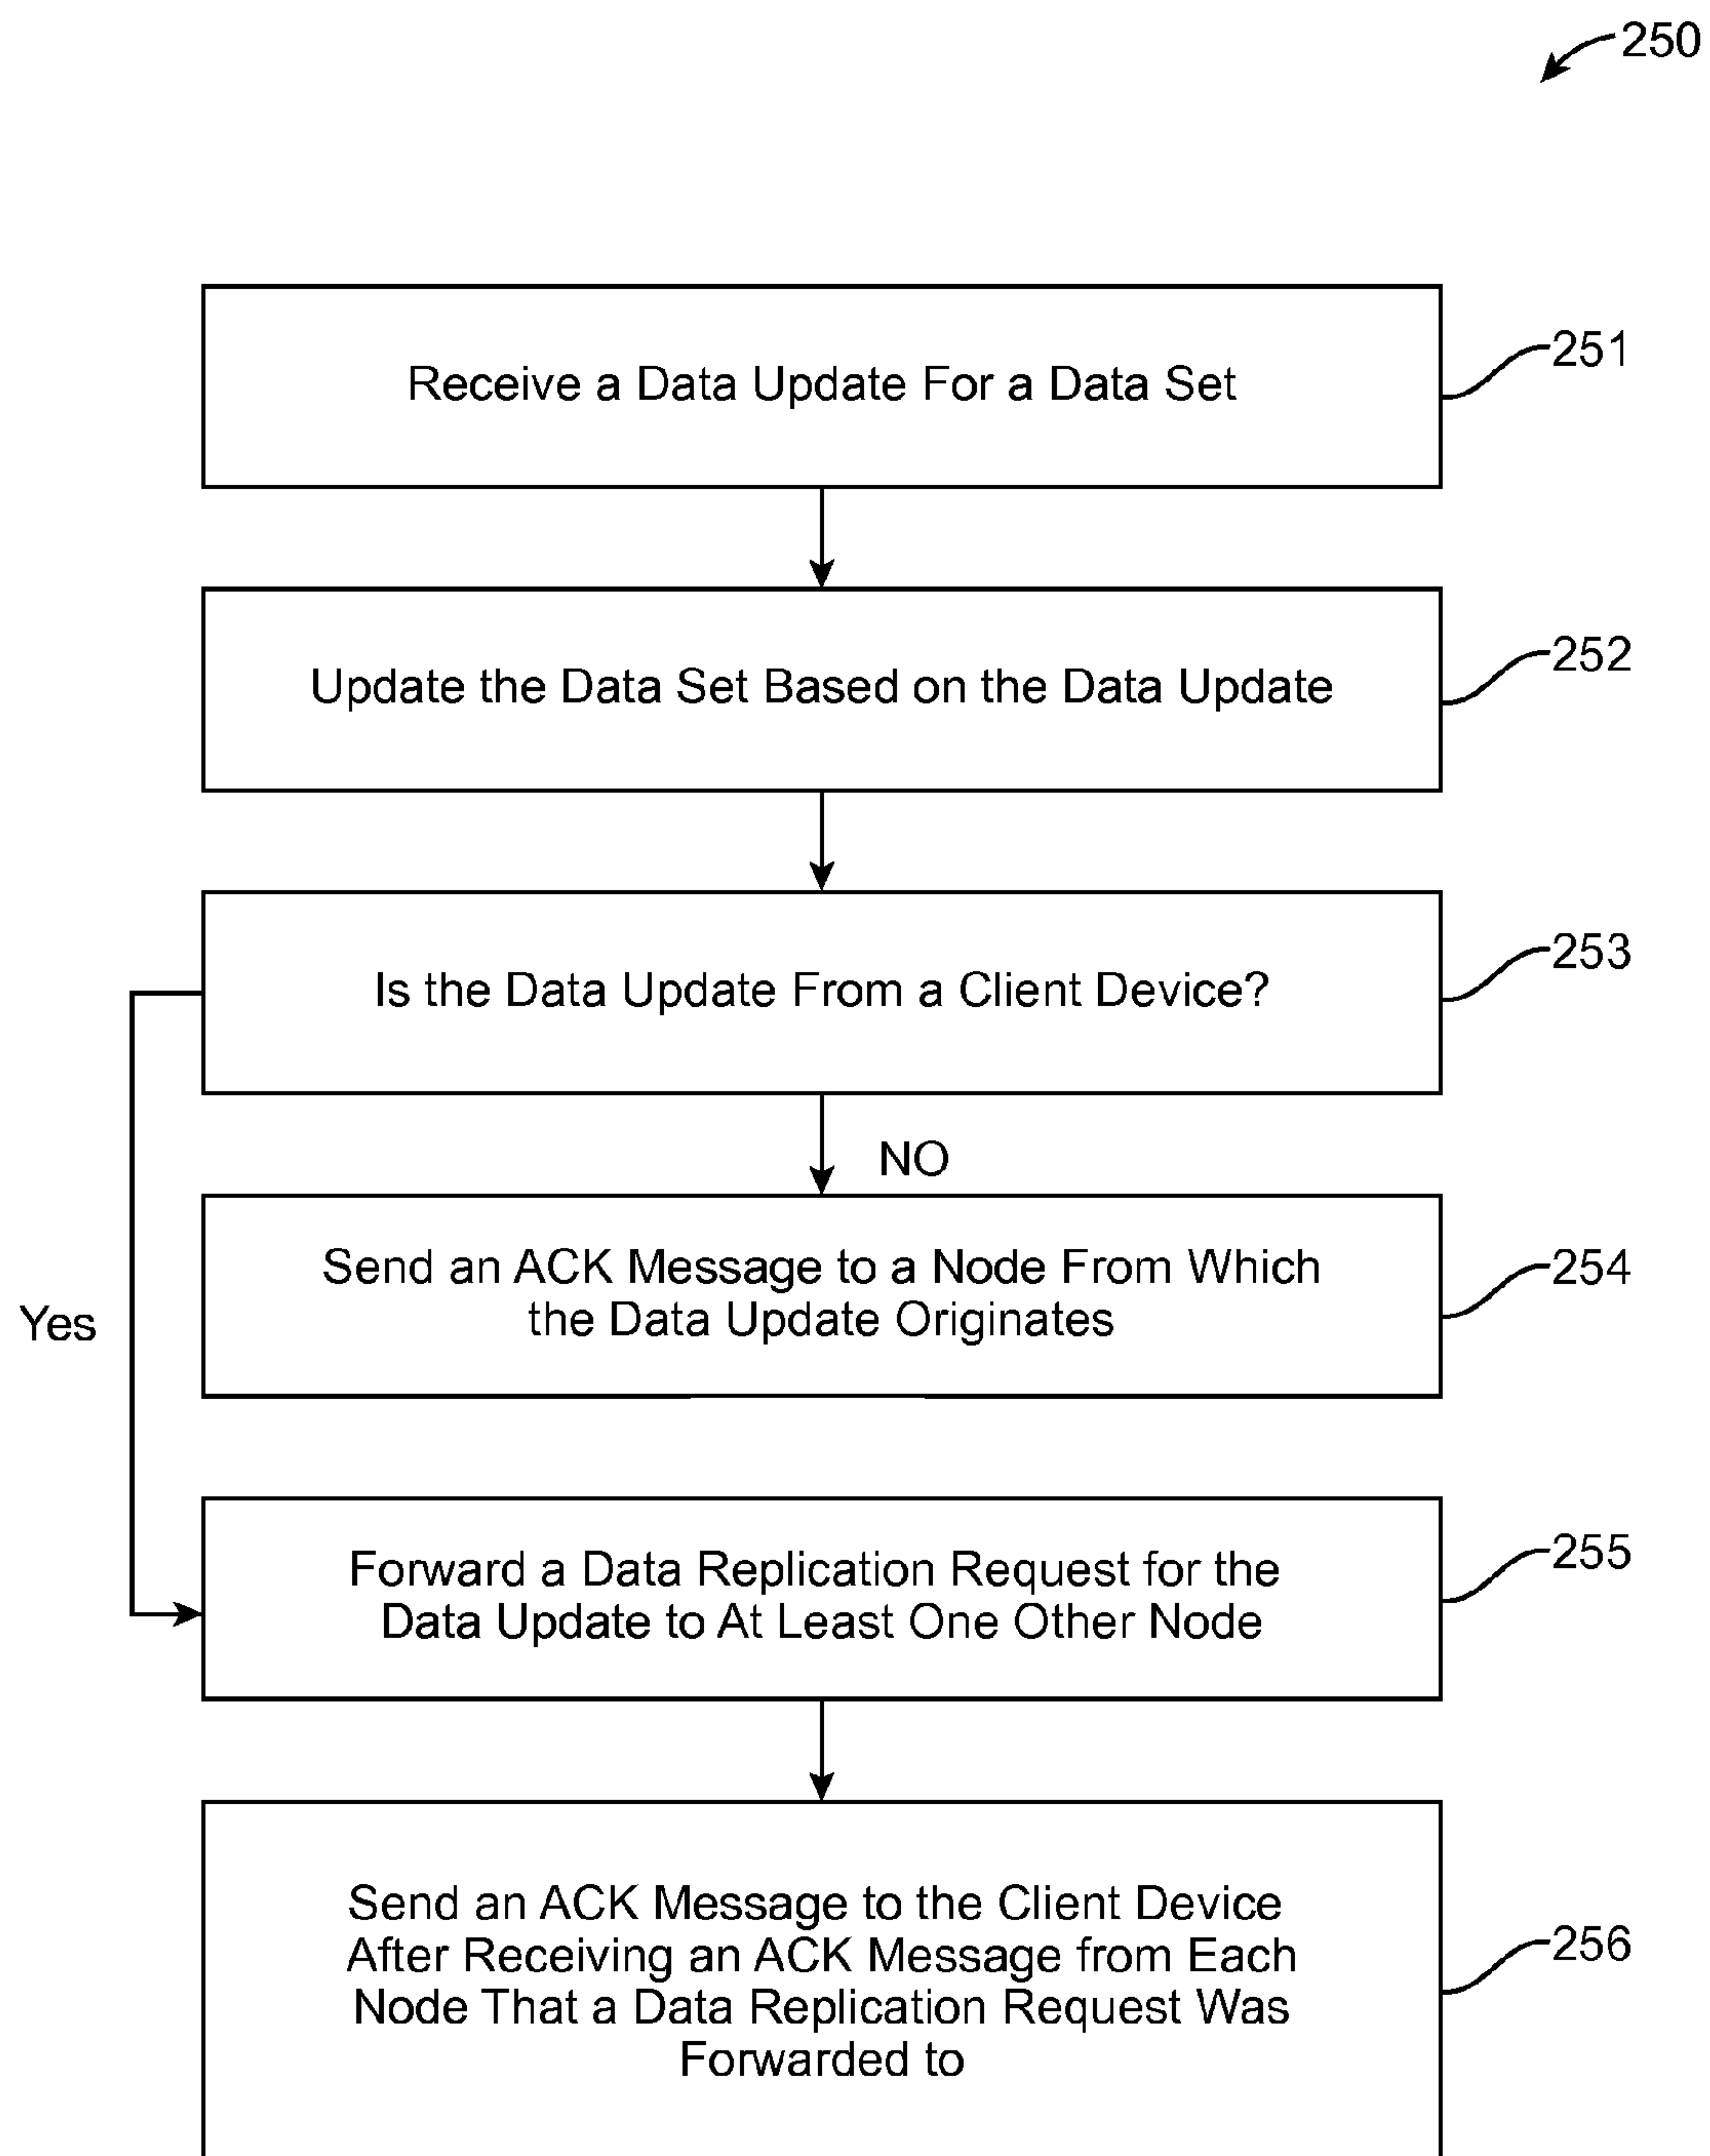 250
Receive a Data Update For a Data Set
251
Update the Data Set Based on the Data Update
252
Is the Data Update From a Client Device?
253
NO
Send an ACK Message to a Node From Which
the Data Update Originates
254
Yes
Forward a Data Replication Request for the
Data Update to At Least One Other Node
255
Send an ACK Message to the Client Device
After Receiving an ACK Message from Each
Node That a Data Replication Request Was
Forwarded to
256